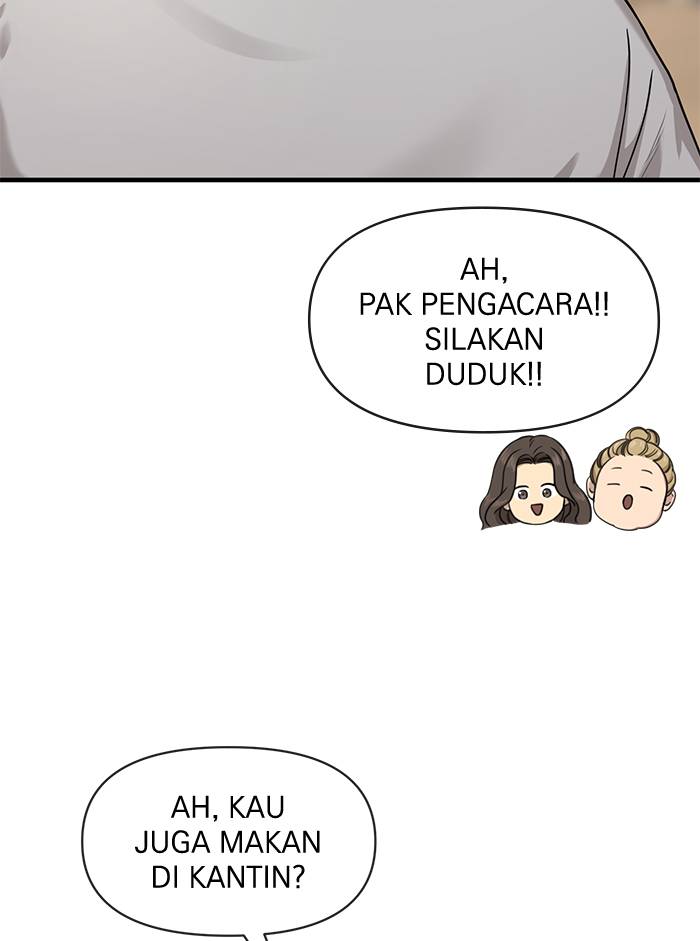 AH,
PAK PENGACARA!!
SILAKAN
DUDUK!!
AH, KAU
JUGA MAKAN
DI KANTIN?